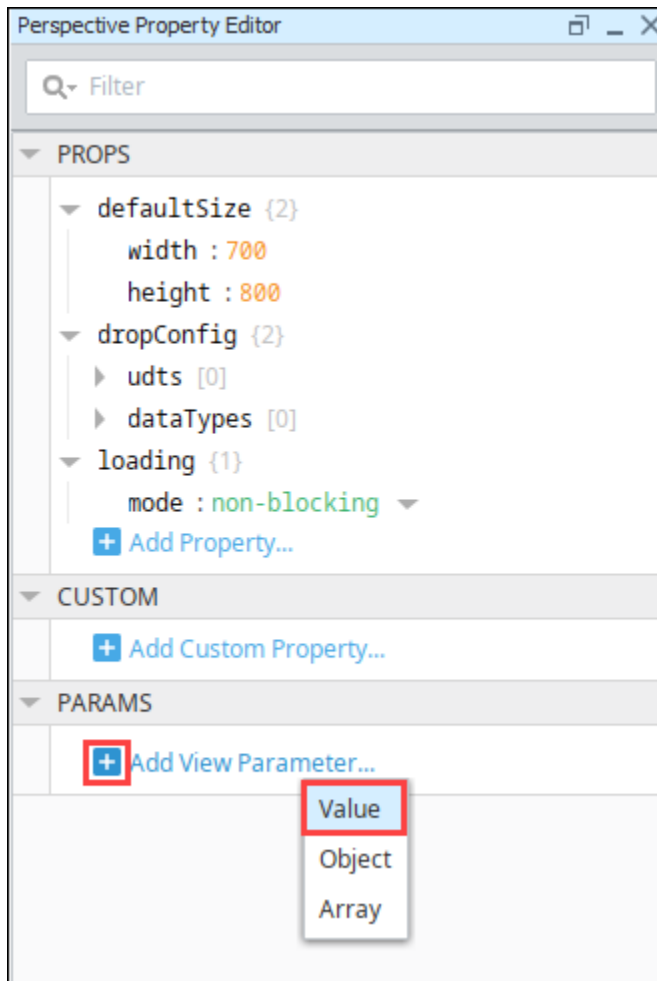 Perspective Property Editor
Filter
PROPS
defaultSize {2}
width : 700
height : 800
dropConfig {2}
udts [0]
dataTypes [0]
loading {1}
mode : non-blocking
Add Property...
CUSTOM
Add Custom Property...
PARAMS
Add View Parameter...
Value
Object
Array